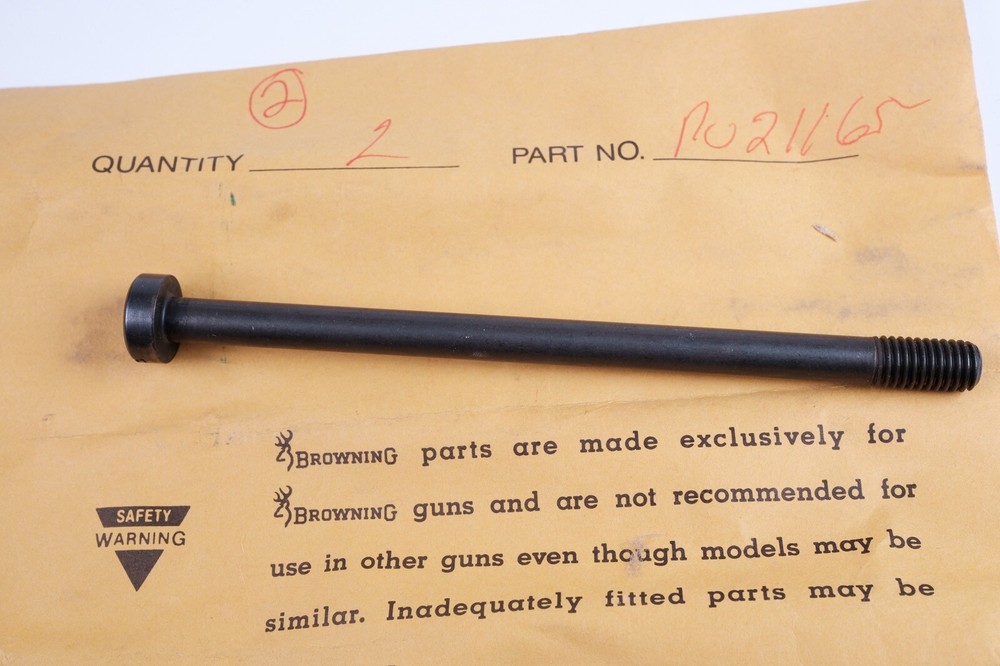 2
QUANTITY 2 PART NO. PO21165
BROWNING parts are made exclusively for
BROWNING guns and are not recommended for
use in other guns even though models may be
similar. Inadequately fitted parts may be
SAFETY
WARNING